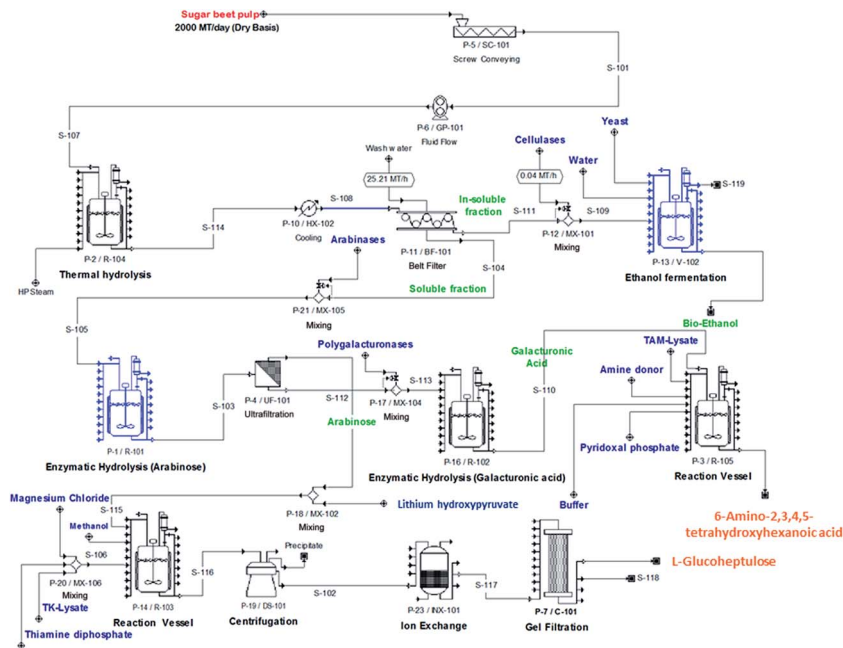 Sugar beet pulp
2000 MT/day (Dry Basis)
P-5 / SC-101
Screw Conveying
S-101
P-6 / GP-101
Fluid Flow
S-107
Wash water
25.21 MT/h
Cellulases
0.04 MT/h
Water
Yeast
S-119
S-108
In-soluble
fraction
S-111
S-109
S-114
P-10 / HX-102
Cooling
P-12 / MX-101
Mixing
P-2 / R-104
Thermal hydrolysis
HP Steam
Arabinases
P-11 / BF-101
Belt Filter
S-104
P-13 / V-102
Ethanol fermentation
Soluble fraction
P-21 / MX-105
Mixing
S-105
Bio-Ethanol
Polygalacturonases
Galacturonic
Acid
TAM-Lysate
S-110
Amine donor
S-103
P-4 / UF-101
Ultrafiltration
S-112
S-113
P-17 / MX-104
Mixing
Arabinose
P-1 / R-101
Enzymatic Hydrolysis (Arabinose)
P-16 / R-102
Enzymatic Hydrolysis (Galacturonic acid)
Pyridoxal phosphate
P-3 / R-105
Reaction Vessel
Buffer
Magnesium Chloride
S-115
P-18 / MX-102
Mixing
Lithium hydroxypyruvate
6-Amino-2,3,4,5-
tetrahydroxyhexanoic acid
Methanol
S-106
P-20 / MX-106
Mixing
TK-Lysate
Thiamine diphosphate
P-14 / R-103
Reaction Vessel
S-116
Precipitate
P-19 / DS-101
Centrifugation
S-102
P-23 / INX-101
Ion Exchange
S-117
P-7 / C-101
Gel Filtration
L-Glucoheptulose
S-118